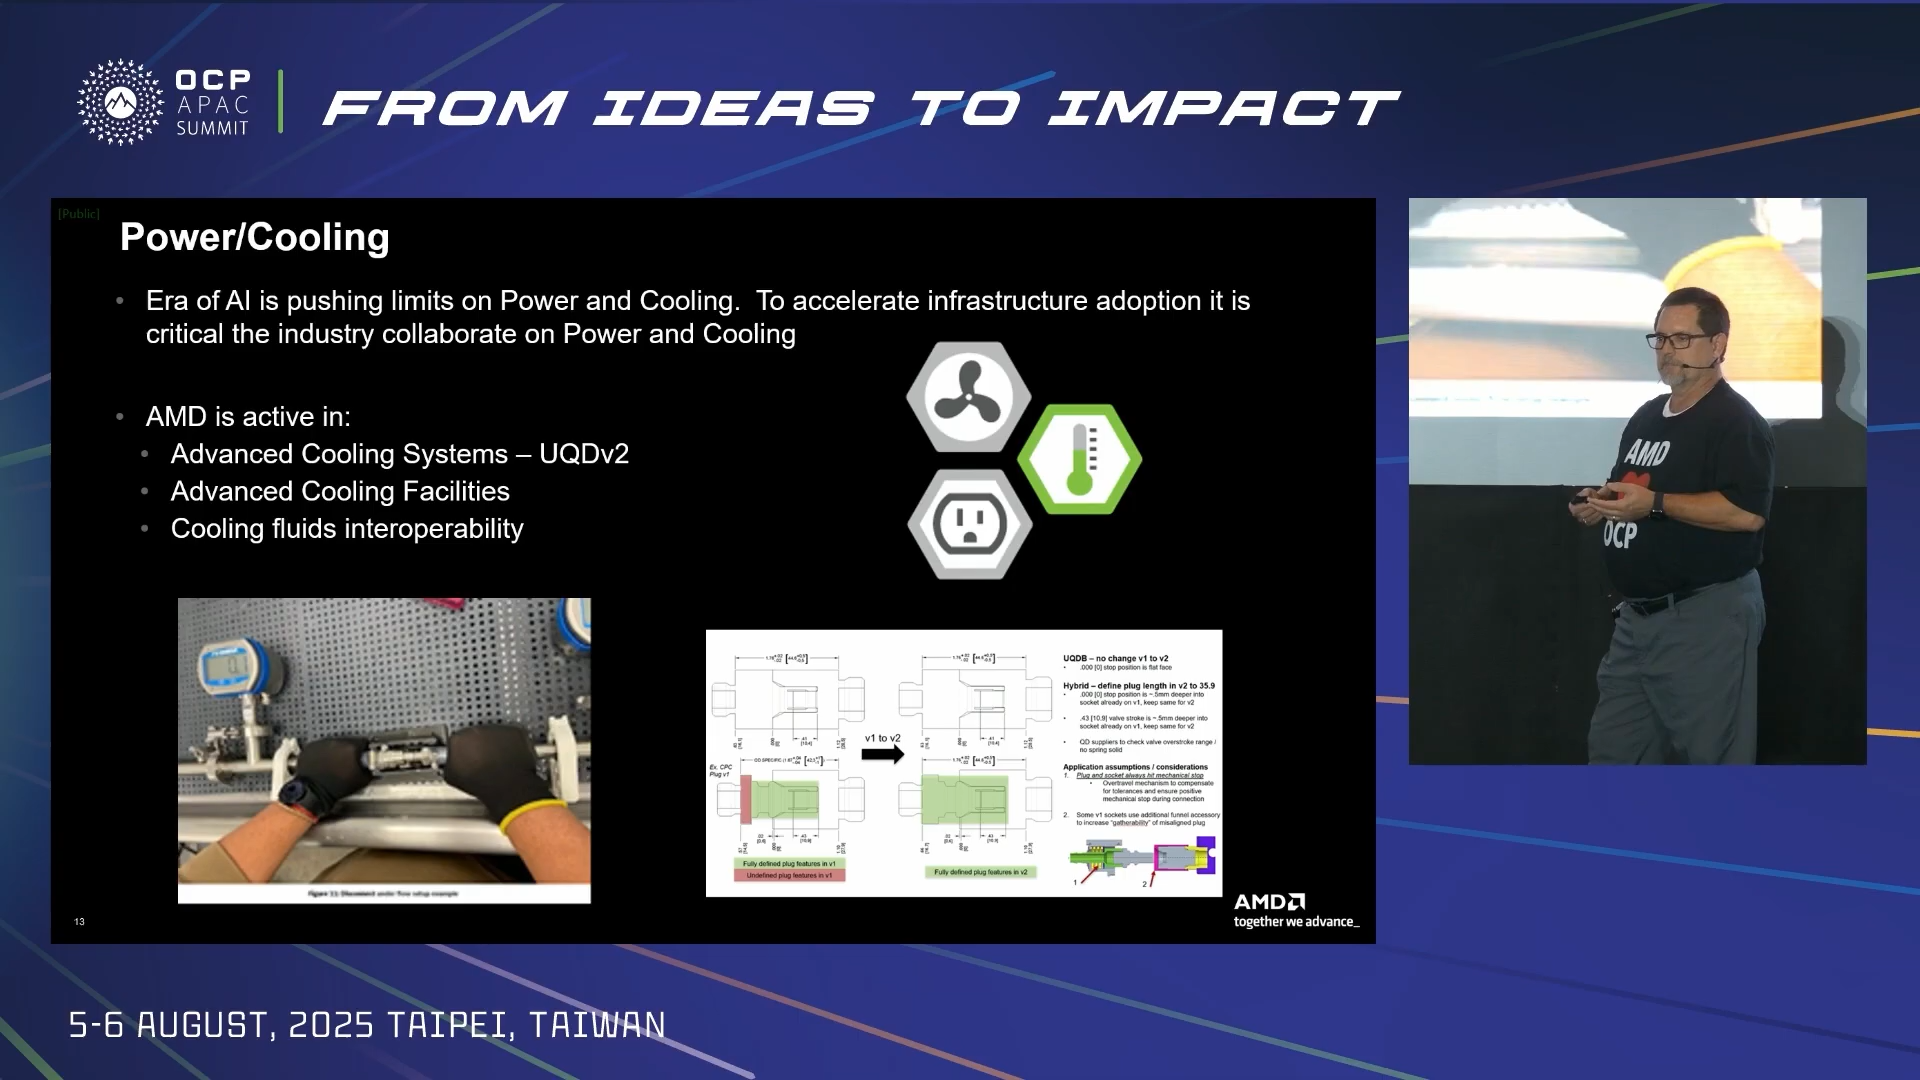 OCP
APAC
SUMMIT
FROM IDEAS TO IMPACT
[Public]
Power/Cooling
• Era of AI is pushing limits on Power and Cooling. To accelerate infrastructure adoption it is
critical the industry collaborate on Power and Cooling
• AMD is active in:
• Advanced Cooling Systems – UQDv2
• Advanced Cooling Facilities
• Cooling fluids interoperability
Figure 11: Disconnect under flow setup example
v1 to v2
Ex. CPC
Plug v1
Fully defined plug features in v1
Undefined plug features in v1
Fully defined plug features in v2
UQDB – no change v1 to v2
• .000 [0] stop position is flat face
Hybrid – define plug length in v2 to 35.9
• .000 [0] stop position is ~.5mm deeper into
socket already on v1, keep same for v2
• .43 [10.9] valve stroke is ~.5mm deeper into
socket already on v1, keep same for v2
• QD suppliers to check valve overstroke range /
no spring solid
Application assumptions / considerations
1. Plug and socket always hit mechanical stop
• Overtravel mechanism to compensate
for tolerances and ensure positive
mechanical stop during connection
2. Some v1 sockets use additional funnel accessory
to increase "gatherability" of misaligned plug
1
2
13
AMD
together we advance_
AMD
OCP
5-6 AUGUST, 2025 TAIPEI, TAIWAN